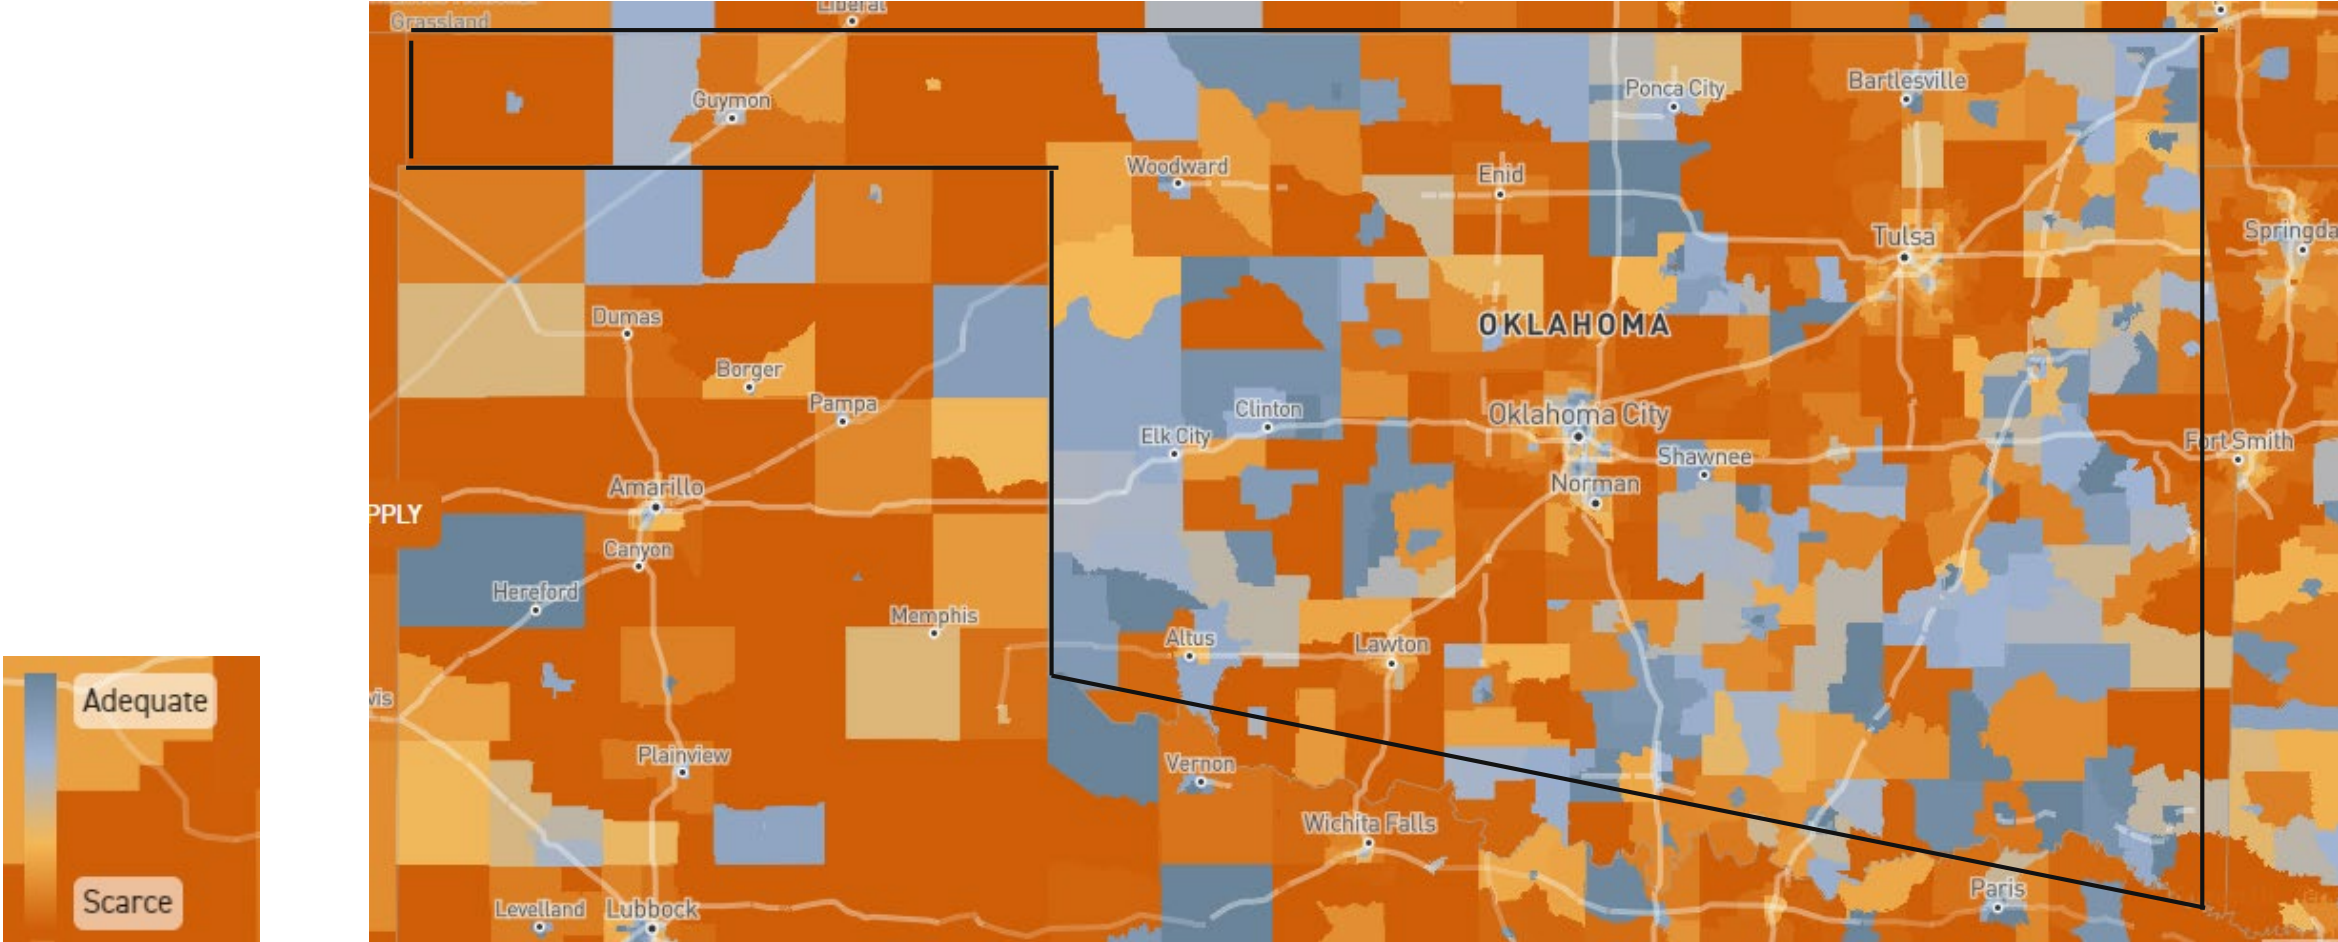 Grassland
Liberal
Guymon
Ponca City
Bartlesville
Woodward
Enid
Tulsa
Springda
Dumas
OKLAHOMA
Borger
Pampa
Clinton
Oklahoma City
Elk City
Shawnee
Fort Smith
Amarillo
Norman
PPLY
Canyon
Hereford
Memphis
Altus
Lawton
vis
Plainview
Vernon
Wichita Falls
Paris
Levelland
Lubbock
Adequate
Scarce